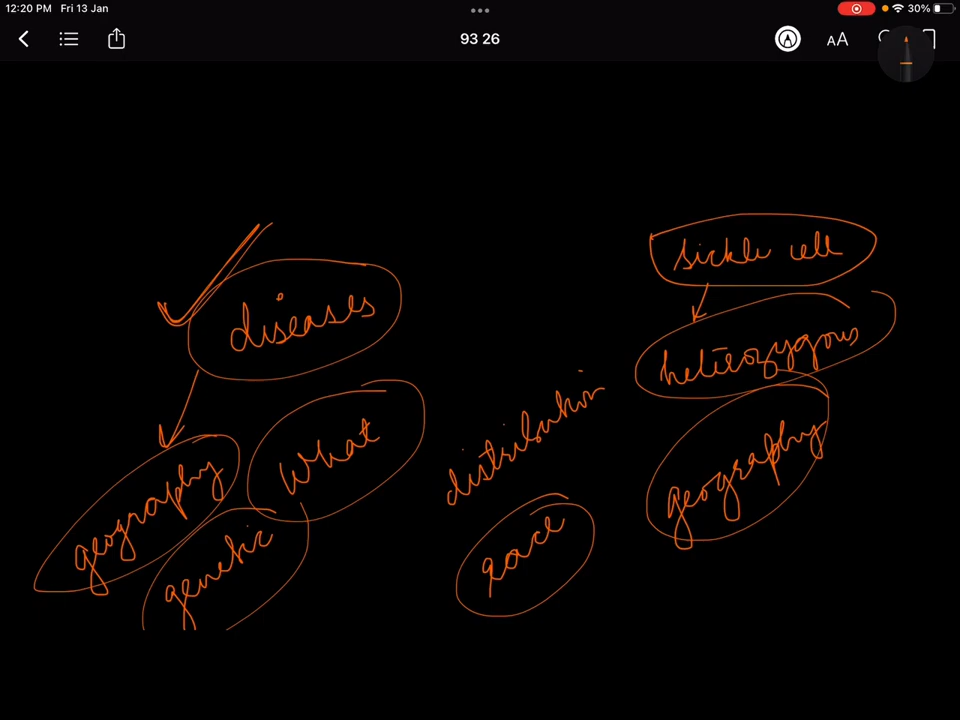 12:20 PM Fri 13 Jan
30%
93 26
AA
diseases
geography
What
genetic
distribution
race
sickle cell
heterozygous
geography